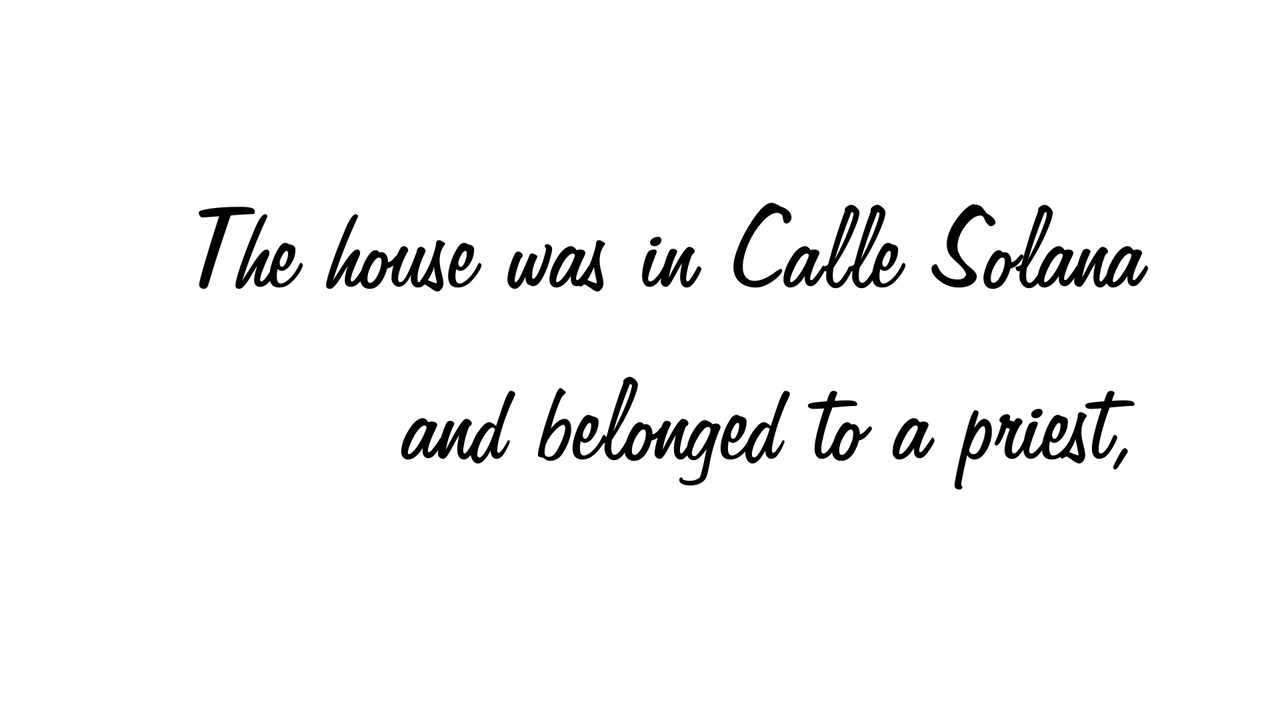 The house was in Calle Solana
and belonged to a priest,